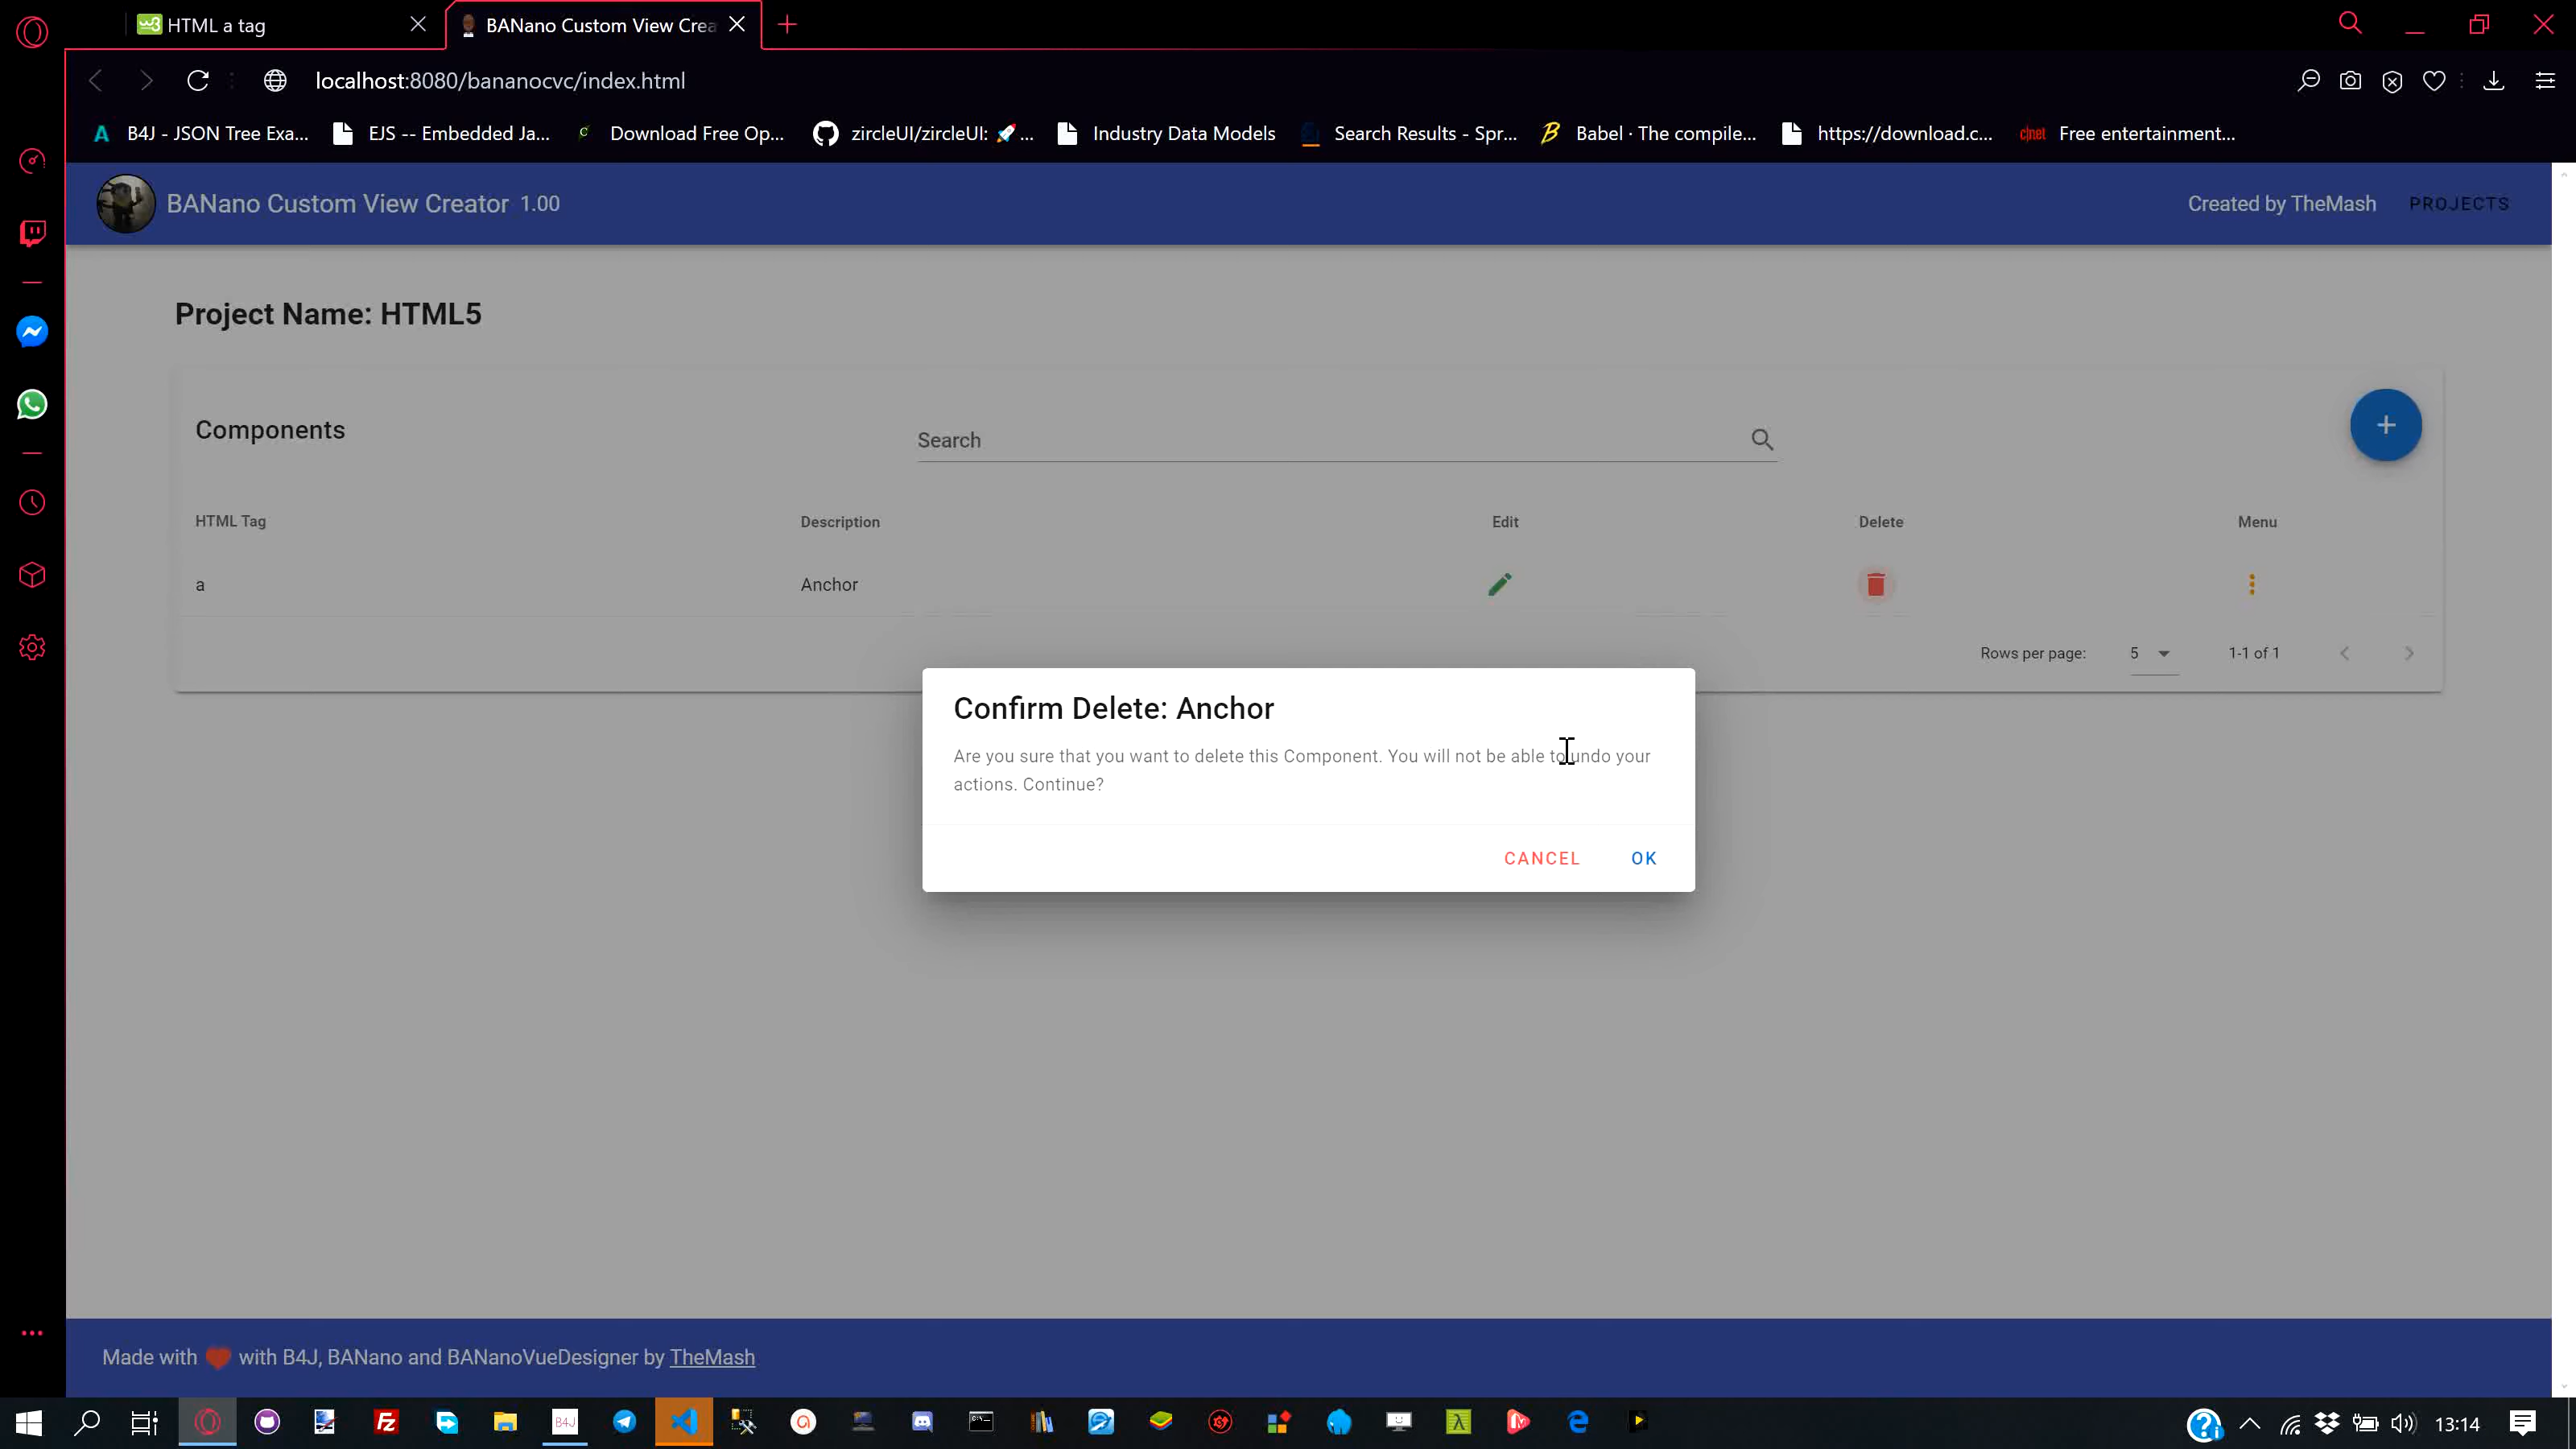 HTML a tag
BANano Custom View Crea
localhost:8080/bananocvc/index.html
B4J - JSON Tree Exa...
EJS -- Embedded Ja...
Download Free Op...
zircleUI/zircleUI: 🚀 ...
Industry Data Models
Search Results - Spr...
Babel · The compile...
https://download.c...
c|net Free entertainment...
BANano Custom View Creator 1.00
Created by TheMash
PROJECTS
Project Name: HTML5
Components
Search
HTML Tag
Description
Edit
Delete
Menu
a
Anchor
Rows per page:
5
1-1 of 1
Confirm Delete: Anchor
Are you sure that you want to delete this Component. You will not be able to undo your
actions. Continue?
CANCEL
OK
Made with ❤ with B4J, BANano and BANanoVueDesigner by TheMash
B4J
13:14